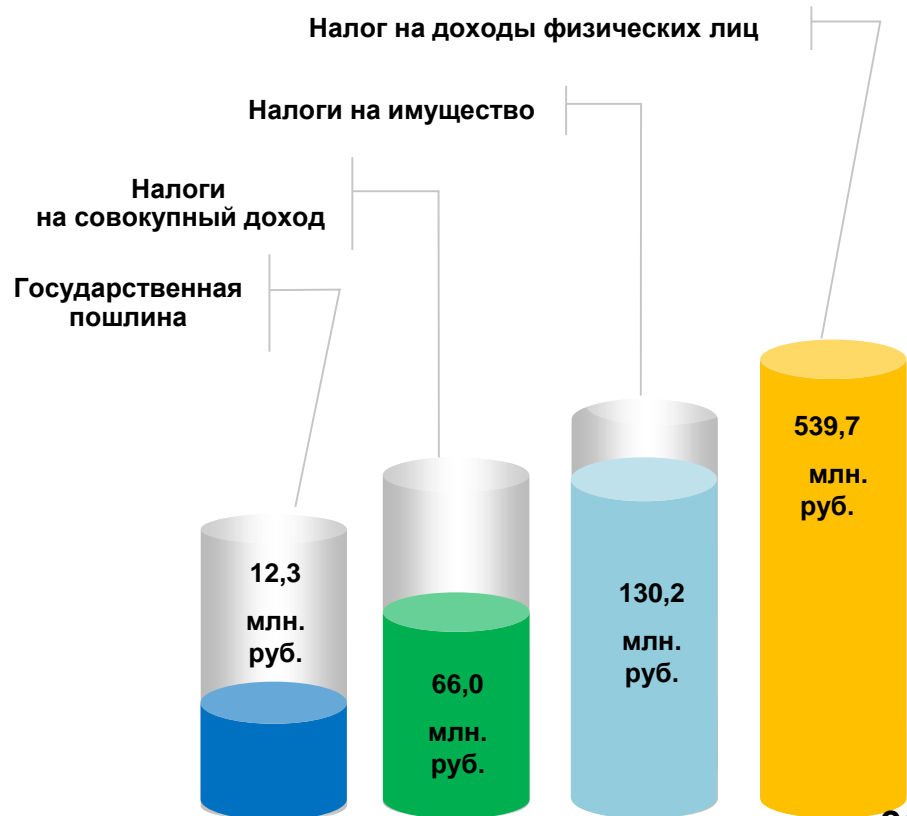 Налог на доходы физических лиц
Налоги на имущество
Налоги
на совокупный доход
Государственная
пошлина
539,7
млн.
руб.
12,3
млн.
руб.
130,2
млн.
руб.
66,0
млн.
руб.